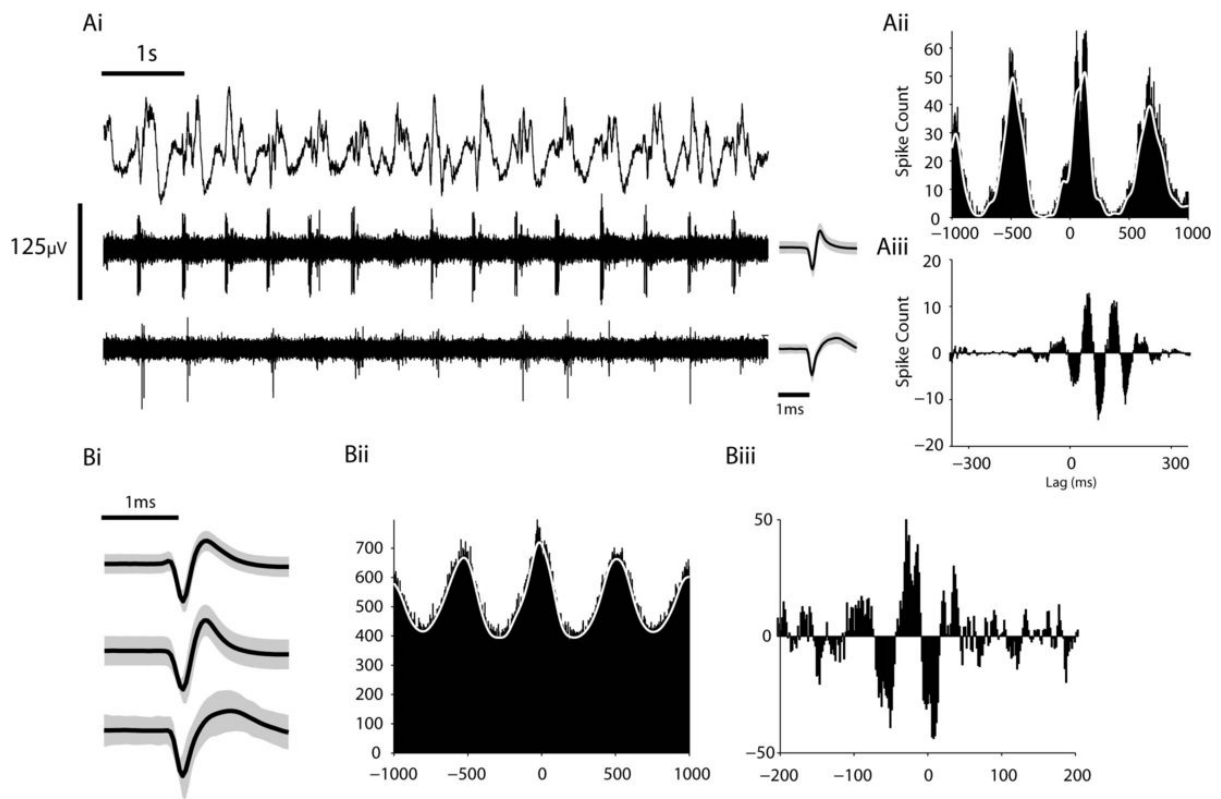 Ai
1s
125µV
1ms
Aii
Spike Count
60
50
40
30
20
10
0
−1000 −500 0 500 1000
Aiii
Spike Count
20
10
0
−10
−20
−300 0 300
Lag (ms)
Bi
1ms
Bii
700
600
500
400
300
200
100
0
−1000 −500 0 500 1000
Biii
50
0
−50
−200 −100 0 100 200